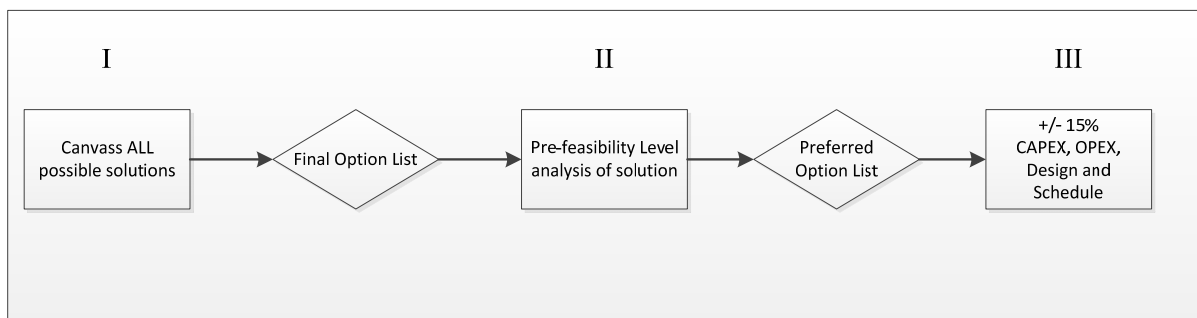 I
II
III
Canvass ALL
possible solutions
Final Option List
Pre-feasibility Level
analysis of solution
Preferred
Option List
+/- 15%
CAPEX, OPEX,
Design and
Schedule